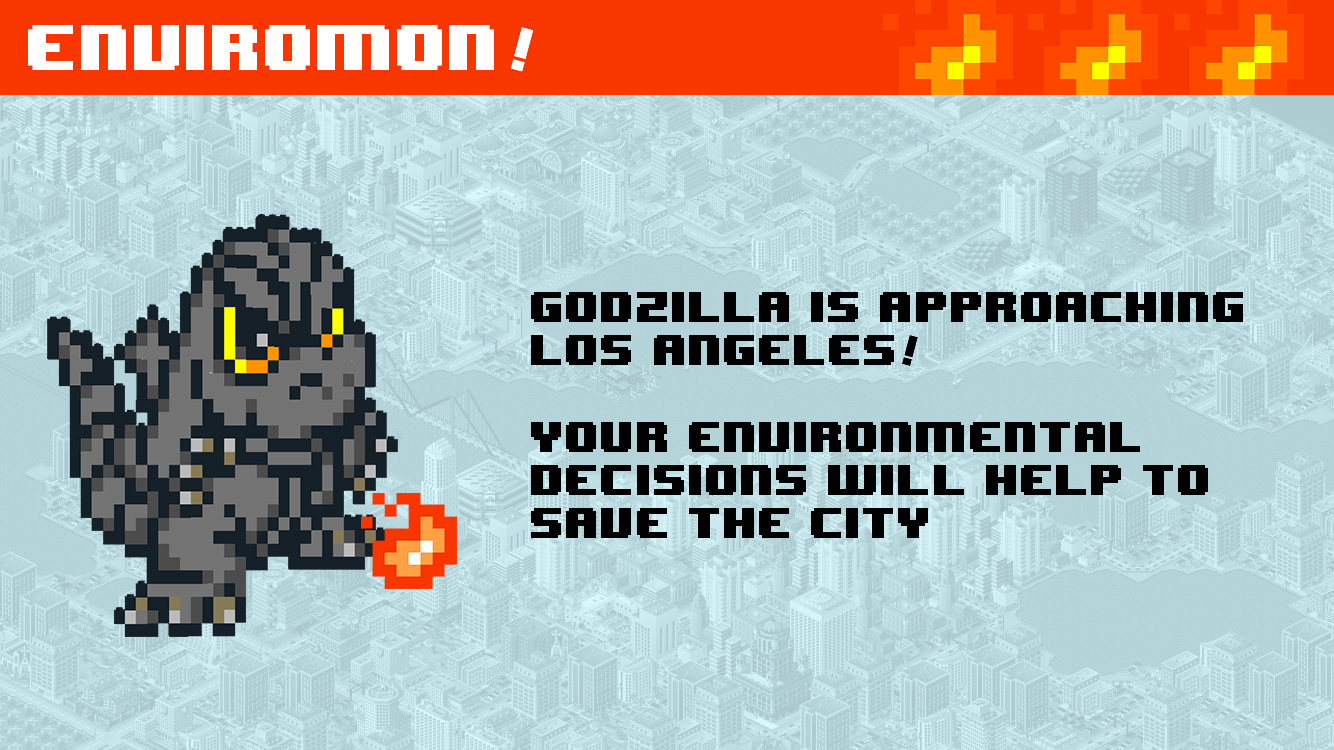 ENVIROMON!
GODZILLA IS APPROACHING
LOS ANGELES!
YOUR ENVIRONMENTAL
DECISIONS WILL HELP TO
SAVE THE CITY